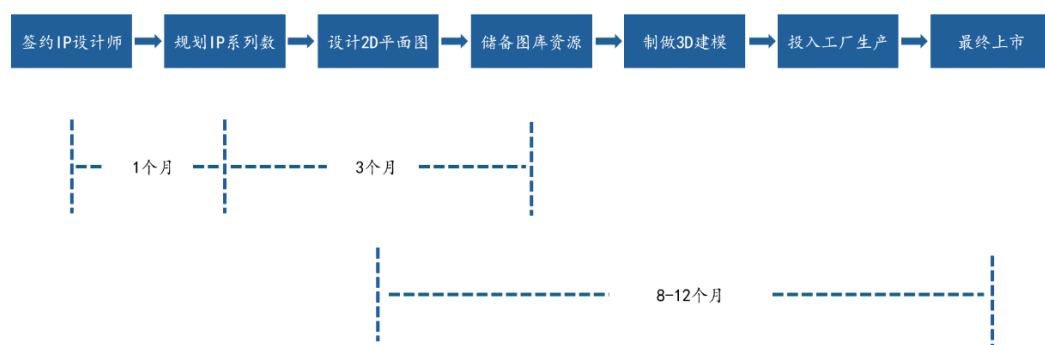 签约IP设计师
规划IP系列数
设计2D平面图
储备图库资源
制做3D建模
投入工厂生产
最终上市
1个月
3个月
8-12个月